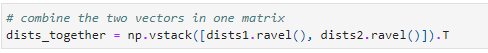 # combine the two vectors in one matrix
dists_together = np.vstack([dists1.ravel(), dists2.ravel()]).T